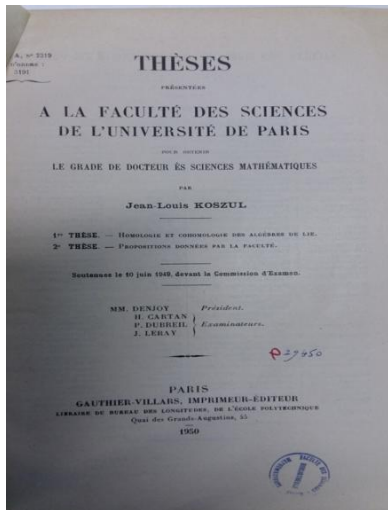 A, n° 2319
3191
THÈSES
PRÉSENTÉES
A LA FACULTÉ DES SCIENCES
DE L'UNIVERSITÉ DE PARIS
POUR OBTENIR
LE GRADE DE DOCTEUR ÈS SCIENCES MATHÉMATIQUES
PAR
Jean-Louis KOSZUL
1re THÈSE. — HOMOLOGIE ET COHOMOLOGIE DES ALGÈBRES DE LIE.
2e THÈSE. — PROPOSITIONS DONNÉES PAR LA FACULTÉ.
Soutenues le 10 juin 1949, devant la Commission d'Examen.
MM. DENJOY Président.
H. CARTAN
P. DUBREIL Examinateurs.
J. LERAY
P 29450
PARIS
GAUTHIER-VILLARS, IMPRIMEUR-ÉDITEUR
LIBRAIRE DU BUREAU DES LONGITUDES, DE L'ÉCOLE POLYTECHNIQUE
Quai des Grands-Augustins, 55
1950